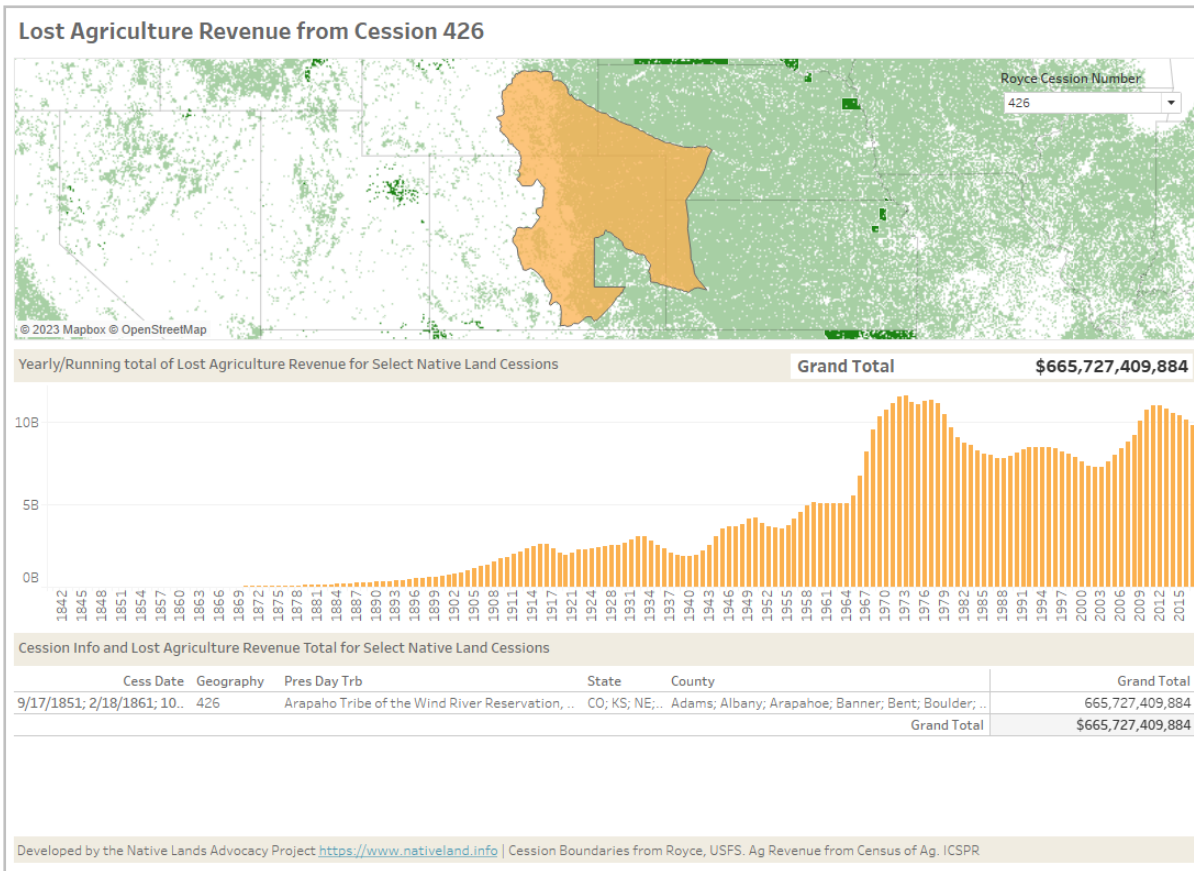 Lost Agriculture Revenue from Cession 426
Royce Cession Number
426
© 2023 Mapbox © OpenStreetMap
Yearly/Running total of Lost Agriculture Revenue for Select Native Land Cessions
Grand Total $665,727,409,884
10B
5B
0B
1842 1845 1848 1851 1854 1857 1860 1863 1866 1869 1872 1875 1878 1881 1884 1887 1890 1893 1896 1899 1902 1905 1908 1911 1914 1917 1921 1924 1928 1931 1934 1937 1940 1943 1946 1949 1952 1955 1958 1961 1964 1967 1970 1973 1976 1979 1982 1985 1988 1991 1994 1997 2000 2003 2006 2009 2012 2015
Cession Info and Lost Agriculture Revenue Total for Select Native Land Cessions
Cess Date Geography Pres Day Trb State County Grand Total
9/17/1851; 2/18/1861; 10.. 426 Arapaho Tribe of the Wind River Reservation, .. CO; KS; NE;.. Adams; Albany; Arapahoe; Banner; Bent; Boulder; .. 665,727,409,884
Grand Total $665,727,409,884
Developed by the Native Lands Advocacy Project https://www.nativeland.info | Cession Boundaries from Royce, USFS. Ag Revenue from Census of Ag. ICSPR